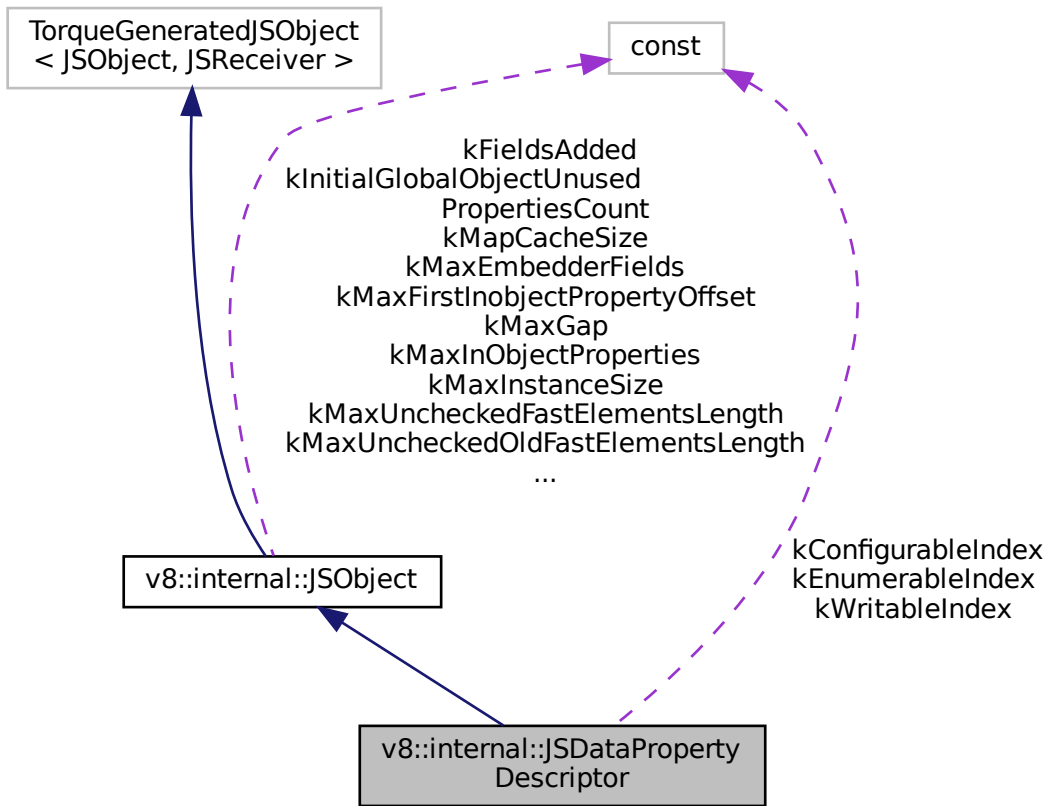 TorqueGeneratedJSObject
< JSObject, JSReceiver >
const
kFieldsAdded
kInitialGlobalObjectUnused
PropertiesCount
kMapCacheSize
kMaxEmbedderFields
kMaxFirstInobjectPropertyOffset
kMaxGap
kMaxInObjectProperties
kMaxInstanceSize
kMaxUncheckedFastElementsLength
kMaxUncheckedOldFastElementsLength
...
kConfigurableIndex
kEnumerableIndex
kWritableIndex
v8::internal::JSObject
v8::internal::JSDataProperty
Descriptor